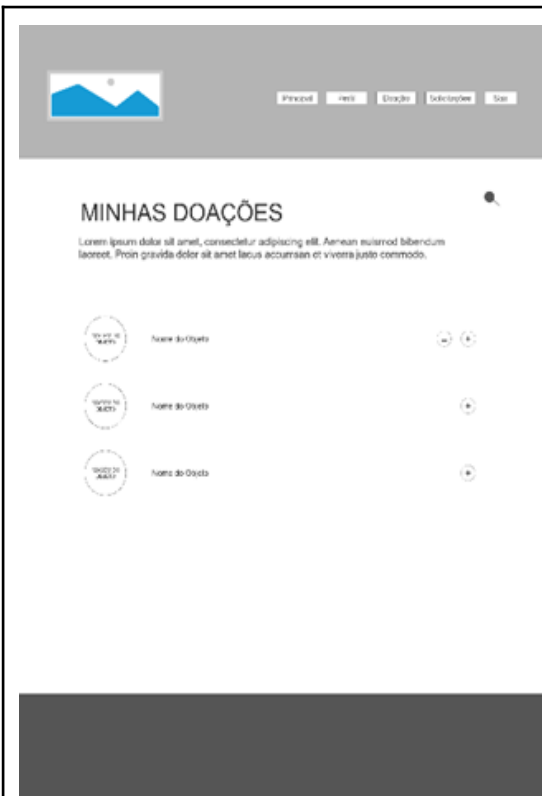 Principal Perfil Doação Solicitações Sair
MINHAS DOAÇÕES
Lorem ipsum dolor sit amet, consectetur adipiscing elit. Aenean euismod bibendum
laoreet. Proin gravida dolor sit amet lacus accumsan et viverra justo commodo.
Nome do Objeto
Nome do Objeto
Nome do Objeto